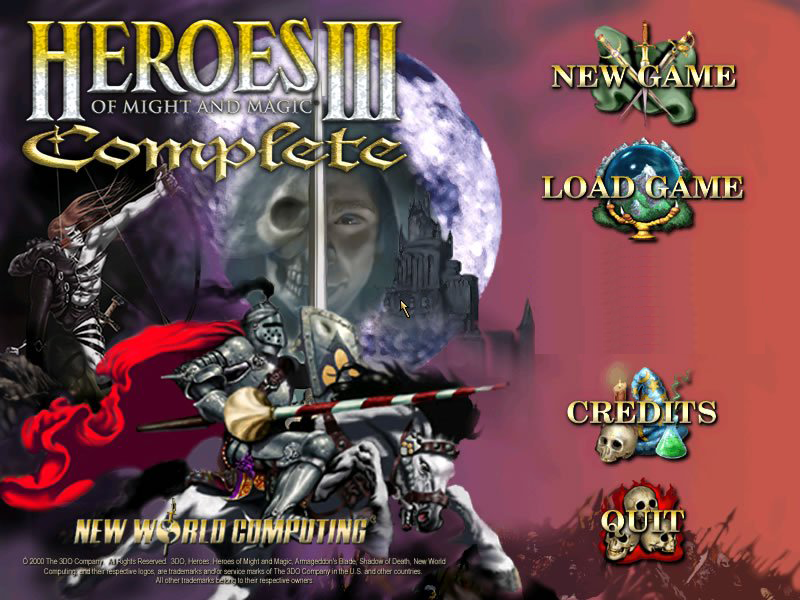 HEROES III
OF MIGHT AND MAGIC
Complete
NEW GAME
LOAD GAME
CREDITS
QUIT
NEW WORLD COMPUTING
© 2000 The 3DO Company. All Rights Reserved. 3DO, Heroes, Heroes of Might and Magic, Armageddon's Blade, Shadow of Death, New World
Computing and their respective logos, are trademarks and/or service marks of The 3DO Company in the U.S. and other countries.
All other trademarks belong to their respective owners.